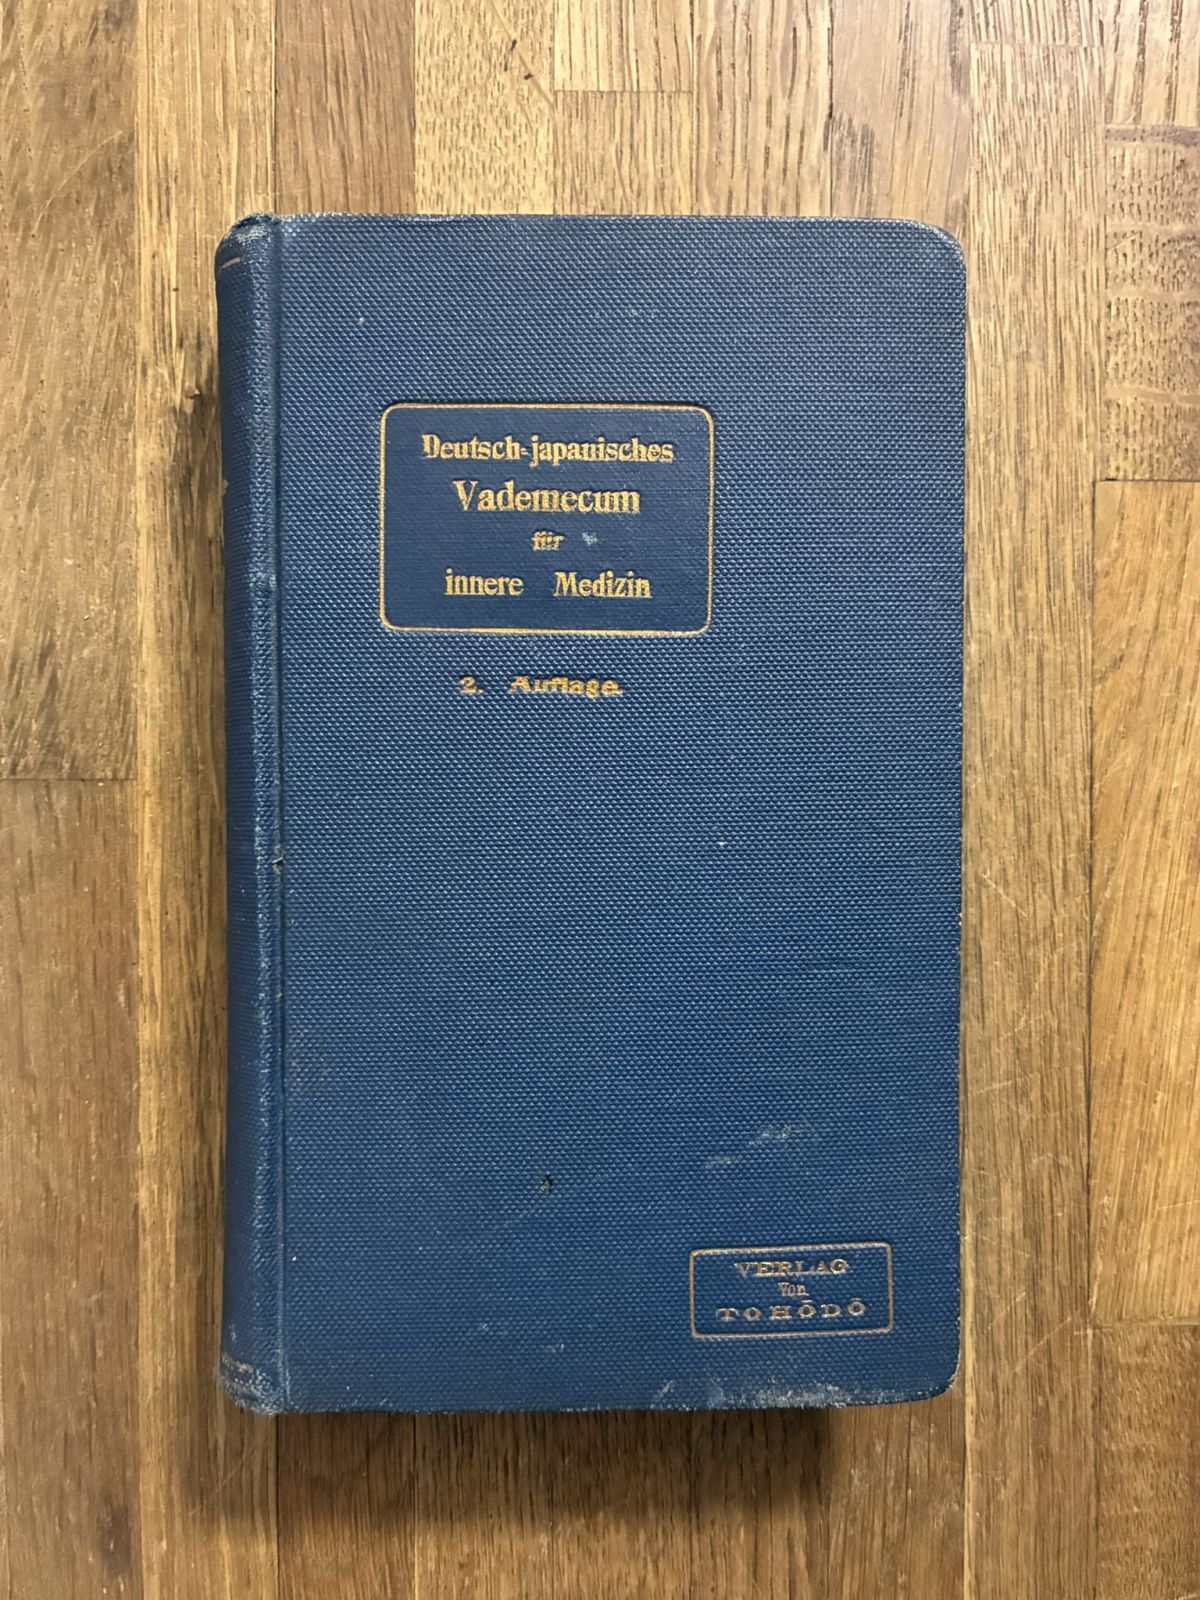 Deutsch-japanisches
Vademecum
für
innere Medizin
2. Auflage.
VERLAG
Von
TOHŌDŌ